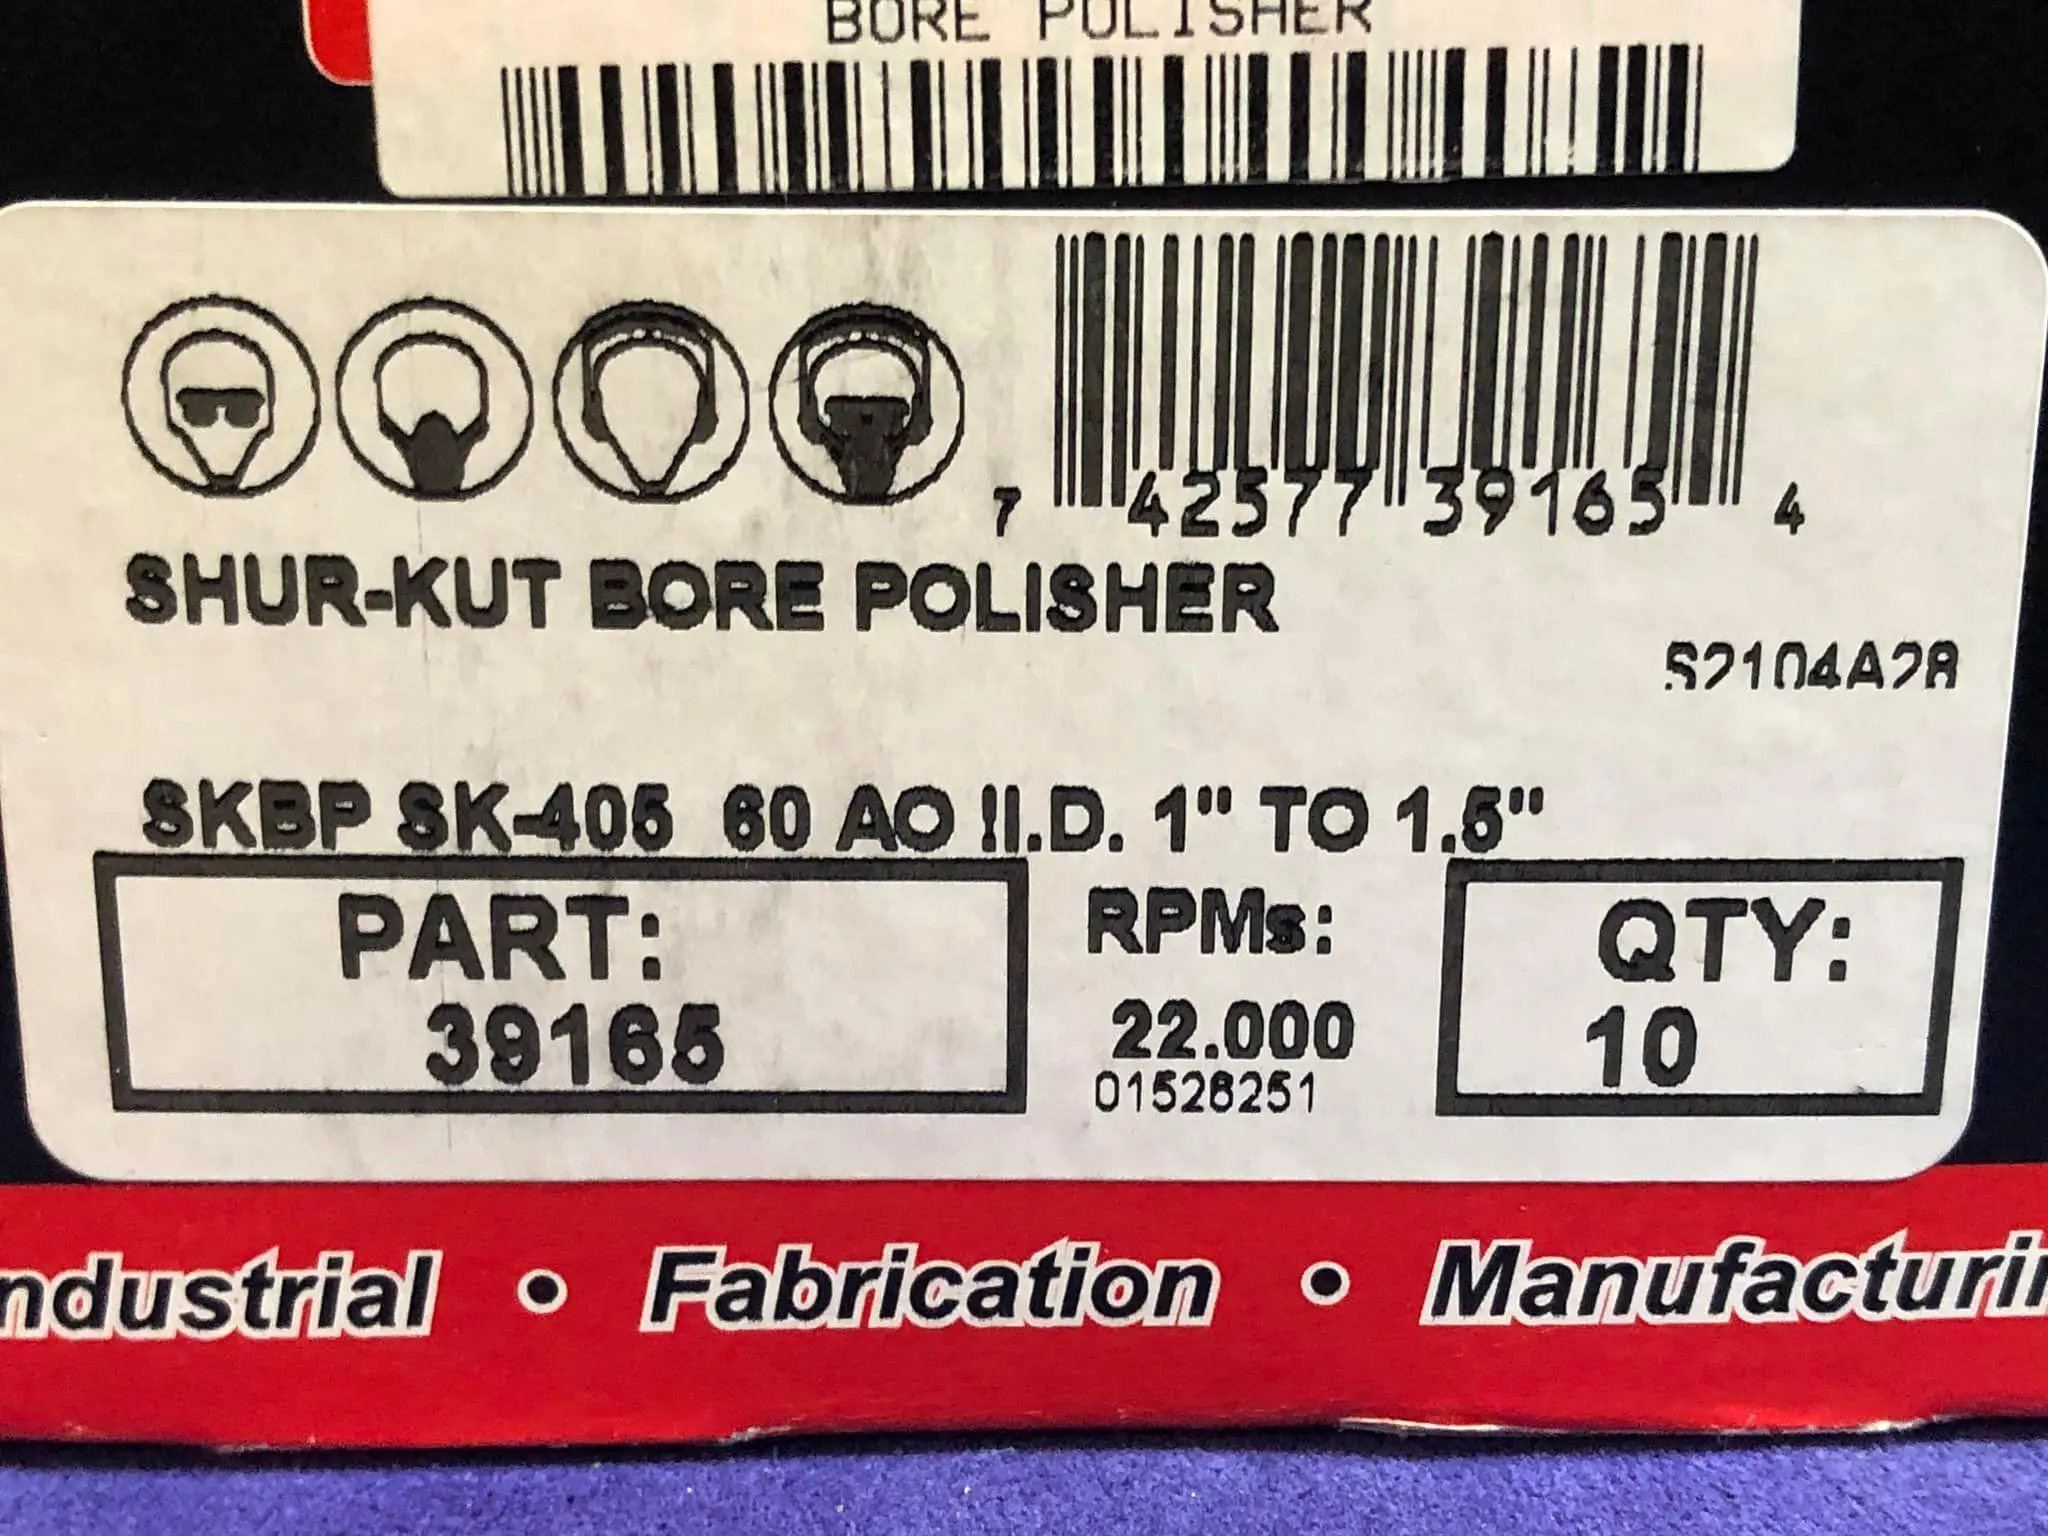 BORE POLISHER
7 42577 39165 4
SHUR-KUT BORE POLISHER
S2104A28
SKBP SK-405 60 AO !I.D. 1" TO 1.5"
PART:
39165
RPMs:
22.000
01526251
QTY:
10
ndustrial • Fabrication • Manufacturin